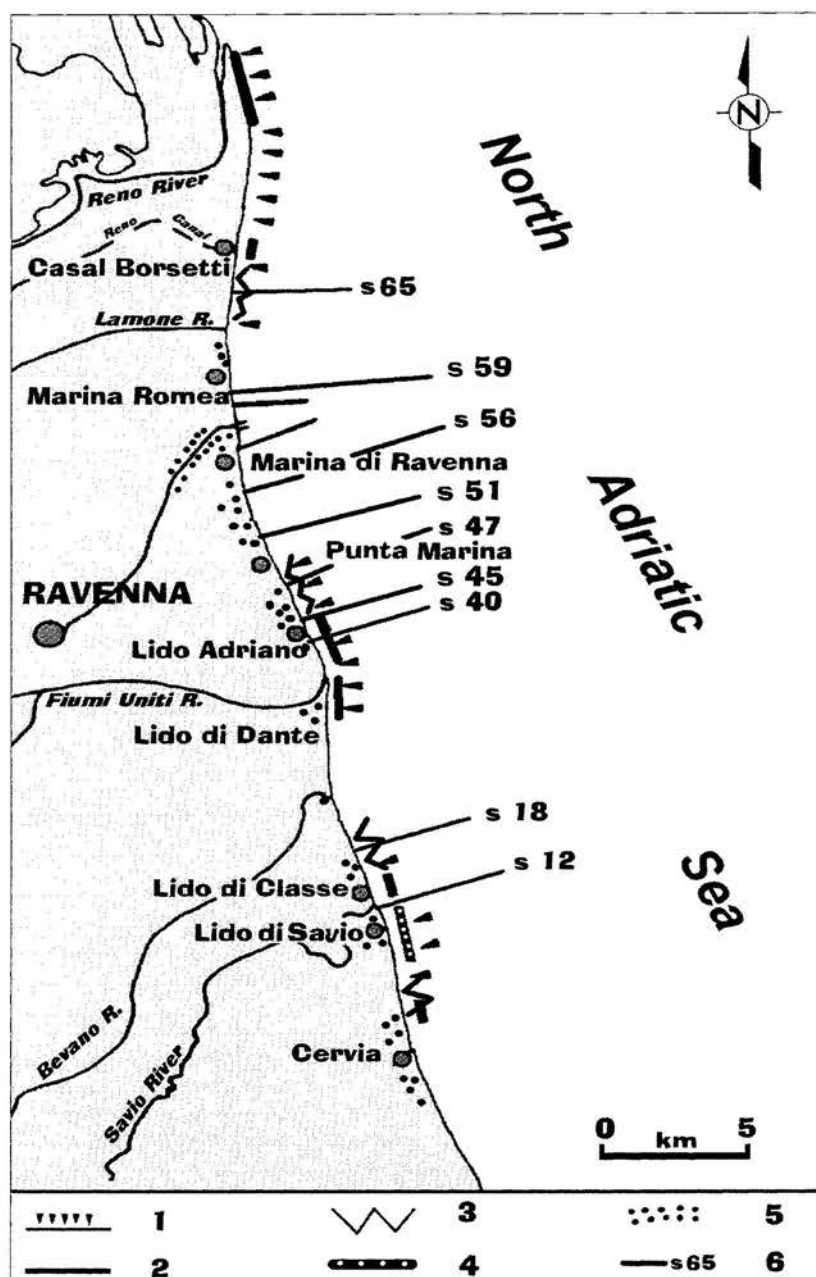 N
North
Reno River
Reno Canal
Casal Borsetti
s 65
Lamone R.
s 59
Marina Romea
s 56
Marina di Ravenna
s 51
Adriatic
s 47
Punta Marina
RAVENNA
s 45
s 40
Lido Adriano
Fiumi Uniti R.
Lido di Dante
s 18
s 12
Sea
Lido di Classe
Lido di Savio
Bevano R.
Savio River
Cervia
0 5
km
1 3 5
2 4 s65 6